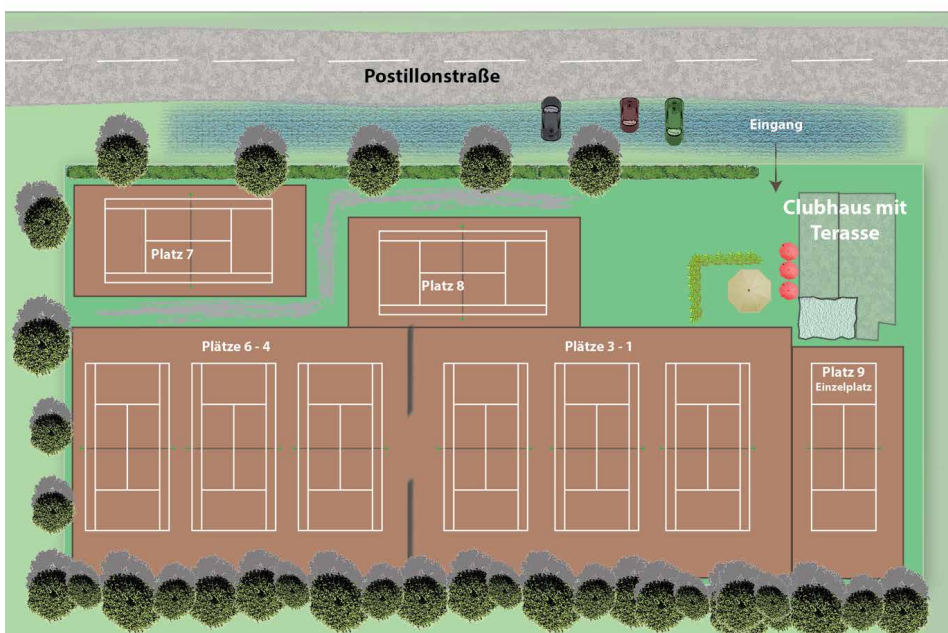 Postillonstraße
Eingang
Clubhaus mit
Terasse
Platz 7
Platz 8
Plätze 6 - 4
Plätze 3 - 1
Platz 9
Einzelplatz